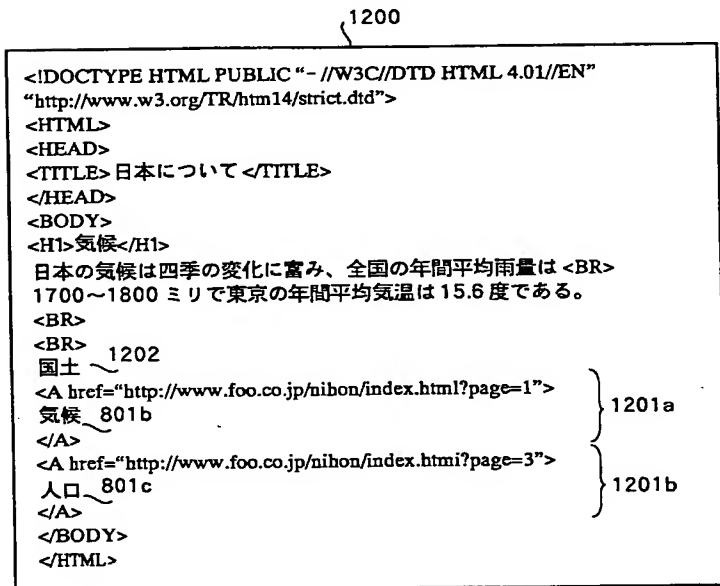 1200
<!DOCTYPE HTML PUBLIC “- //W3C//DTD HTML 4.01//EN”
“http://www.w3.org/TR/htm14/strict.dtd”>
<HTML>
<HEAD>
<TITLE>日本について</TITLE>
</HEAD>
<BODY>
<H1>気候</H1>
日本の気候は四季の変化に富み、全国の年間平均雨量は <BR>
1700～1800 ミリで東京の年間平均気温は 15.6 度である。
<BR>
<BR>
国土 1202
<A href=“http://www.foo.co.jp/nihon/index.html?page=1”>
気候 801b
</A>
1201a
<A href=“http://www.foo.co.jp/nihon/index.htmi?page=3”>
人口 801c
</A>
1201b
</BODY>
</HTML>